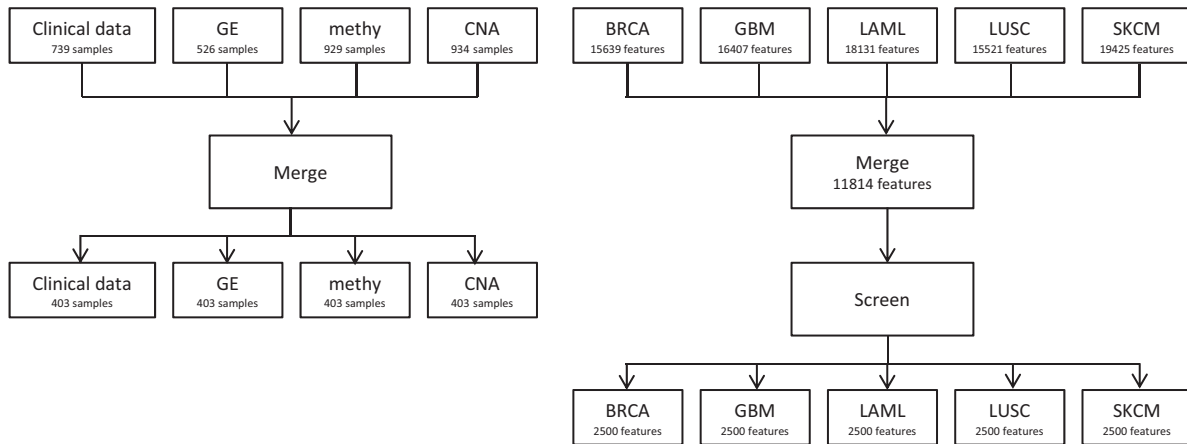 Clinical data
739 samples
GE
526 samples
methy
929 samples
CNA
934 samples
Merge
Clinical data
403 samples
GE
403 samples
methy
403 samples
CNA
403 samples
BRCA
15639 features
GBM
16407 features
LAML
18131 features
LUSC
15521 features
SKCM
19425 features
Merge
11814 features
Screen
BRCA
2500 features
GBM
2500 features
LAML
2500 features
LUSC
2500 features
SKCM
2500 features